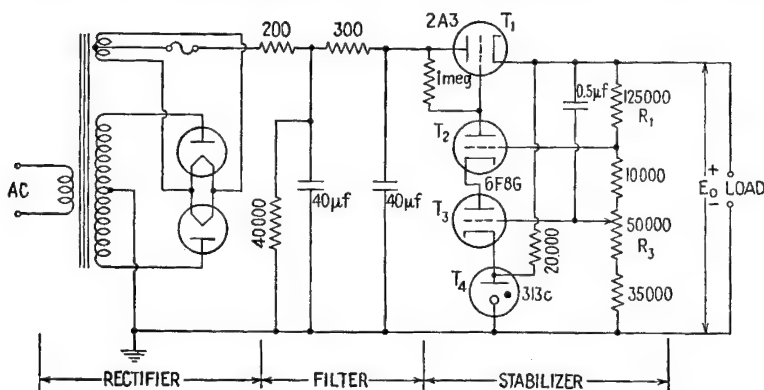 2A3
T1
200
300
1meg
0.5µf
125000
R1
T2
6F8G
10000
AC
40µf
40µf
40000
T3
20000
50000
R3
E0
+
-
LOAD
T4
313c
35000
RECTIFIER
FILTER
STABILIZER